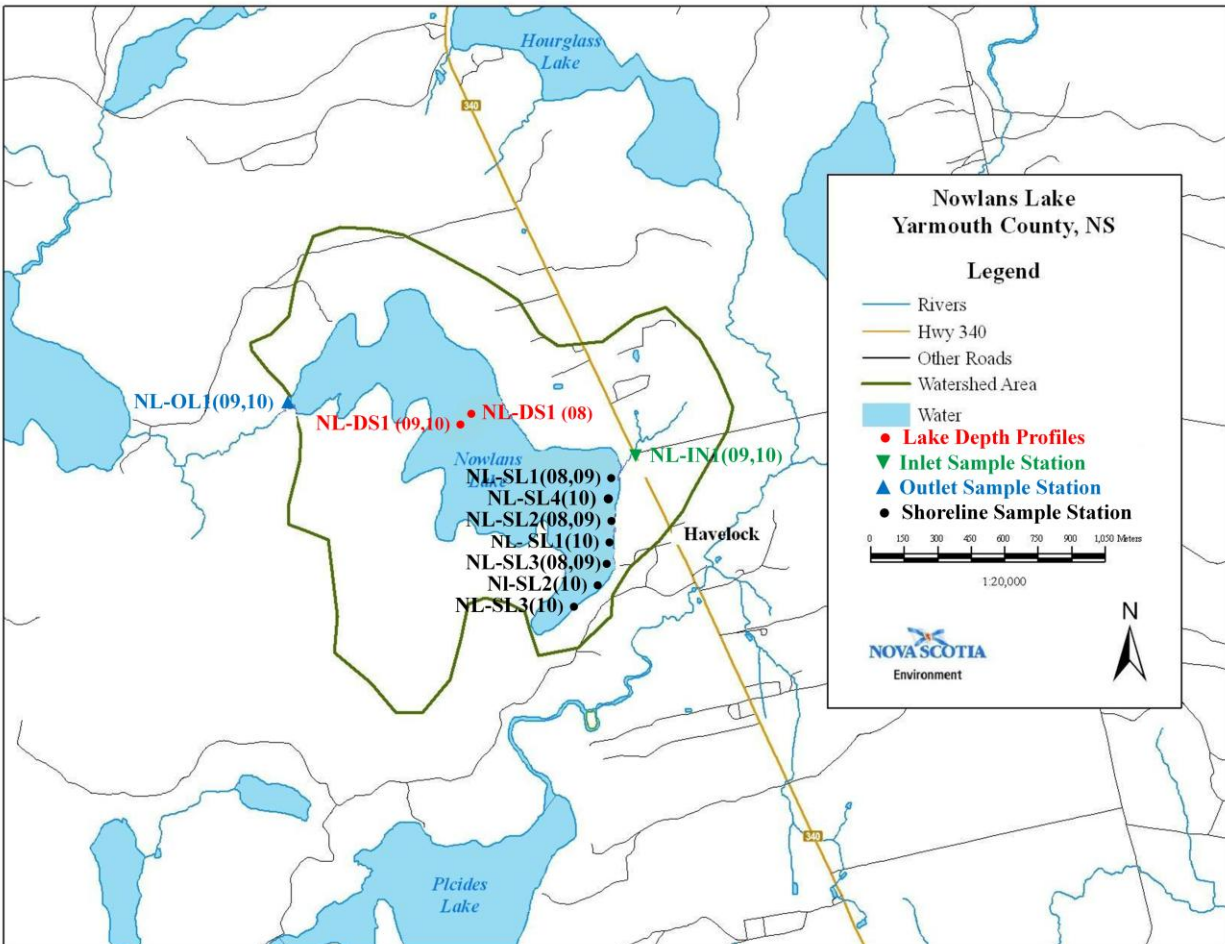 Hourglass
Lake
340
Nowlans Lake
Yarmouth County, NS
Legend
Rivers
Hwy 340
Other Roads
Watershed Area
Water
Lake Depth Profiles
Inlet Sample Station
Outlet Sample Station
Shoreline Sample Station
0 150 300 450 600 750 900 1,050 Meters
1:20,000
N
NOVA SCOTIA
Environment
NL-OL1(09,10)
NL-DS1 (08)
NL-DS1 (09,10)
NL-IN1(09,10)
Nowlans
Lake
NL-SL1(08,09)
NL-SL4(10)
NL-SL2(08,09)
NL- SL1(10)
NL-SL3(08,09)
Nl-SL2(10)
NL-SL3(10)
Havelock
340
Plcides
Lake